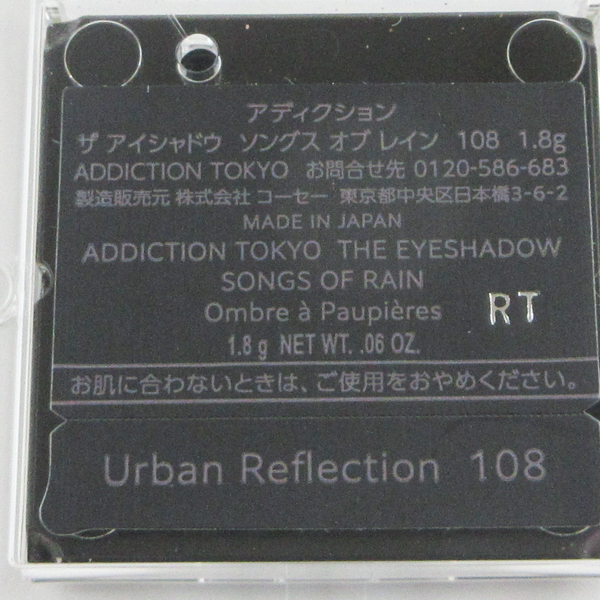 アディクション
ザ アイシャドウ ソングス オブ レイン 108 1.8g
ADDICTION TOKYO お問合せ先 0120-586-683
製造販売元 株式会社 コーセー 東京都中央区日本橋3-6-2
MADE IN JAPAN
ADDICTION TOKYO THE EYESHADOW
SONGS OF RAIN
Ombre à Paupières
RT
1.8 g NET WT. .06 OZ.
お肌に合わないときは、ご使用をおやめください。
Urban Reflection 108